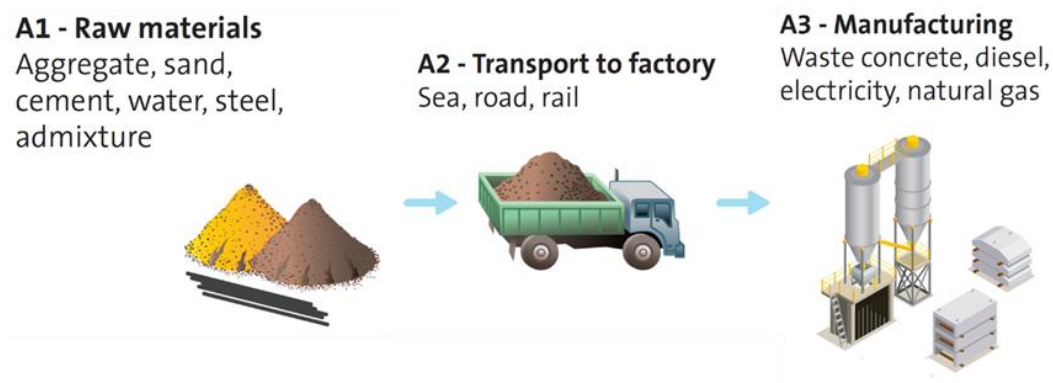 A1 - Raw materials
Aggregate, sand,
cement, water, steel,
admixture
A2 - Transport to factory
Sea, road, rail
A3 - Manufacturing
Waste concrete, diesel,
electricity, natural gas